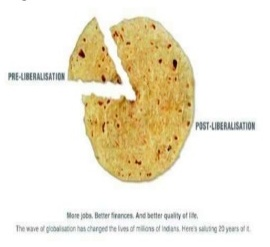 PRE-LIBERALISATION
POST-LIBERALISATION
More jobs. Better finances. And better quality of life.
The wave of globalisation has changed the lives of millions of Indians. Here's saluting 20 years of it.